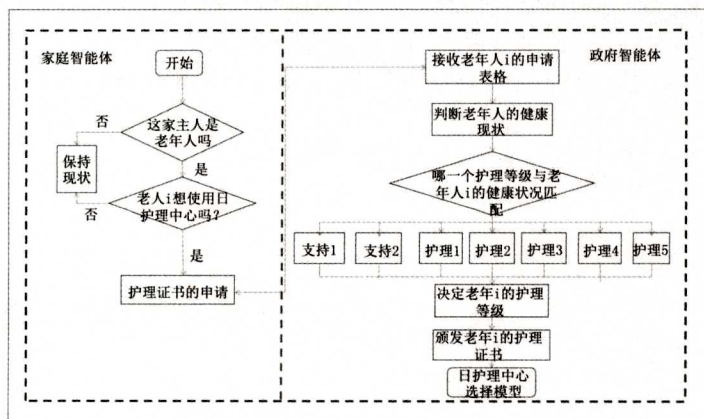 家庭智能体
开始
这家主人是
老年人吗
否
保持
现状
是
老人i想使用日
护理中心吗?
否
是
护理证书的申请
政府智能体
接收老年人i的申请
表格
判断老年人的健康
现状
哪一个护理等级与老
年人i的健康状况匹
配
支持1
支持2
护理1
护理2
护理3
护理4
护理5
决定老年i的护理
等级
颁发老年i的护理
证书
日护理中心
选择模型